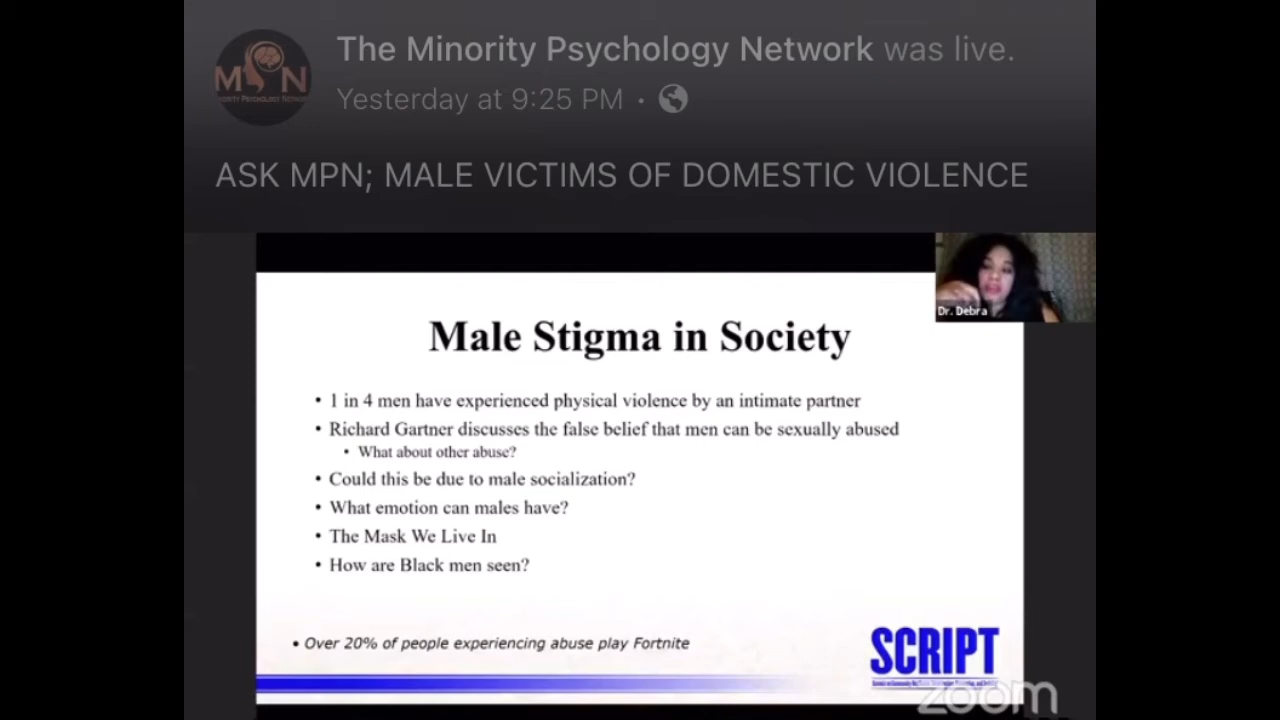 The Minority Psychology Network was live.
Yesterday at 9:25 PM ·
ASK MPN; MALE VICTIMS OF DOMESTIC VIOLENCE
Dr. Debra
Male Stigma in Society
• 1 in 4 men have experienced physical violence by an intimate partner
• Richard Gartner discusses the false belief that men can be sexually abused
• What about other abuse?
• Could this be due to male socialization?
• What emotion can males have?
• The Mask We Live In
• How are Black men seen?
• Over 20% of people experiencing abuse play Fortnite
SCRIPT
zoom